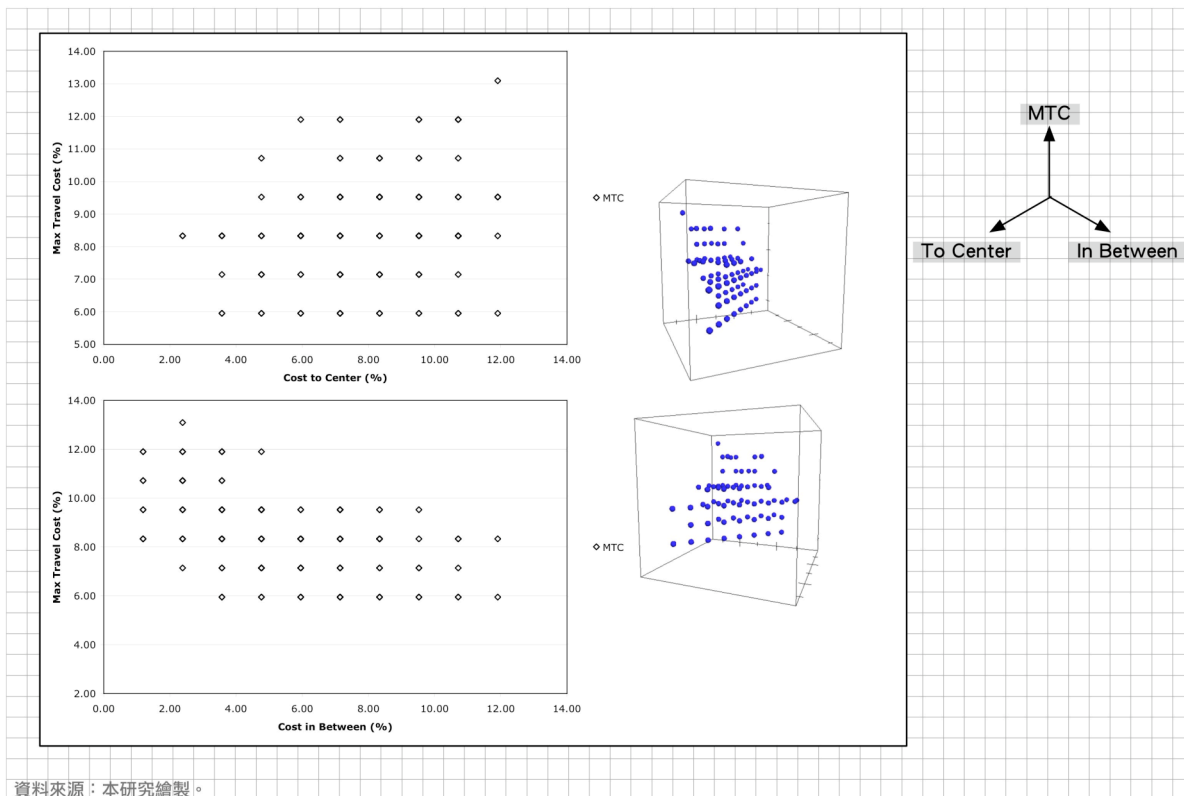 14.00
13.00
12.00
11.00
10.00
9.00
8.00
7.00
6.00
5.00
Max Travel Cost (%)
0.00 2.00 4.00 6.00 8.00 10.00 12.00 14.00
Cost to Center (%)
MTC
14.00
12.00
10.00
8.00
6.00
4.00
2.00
Max Travel Cost (%)
0.00 2.00 4.00 6.00 8.00 10.00 12.00 14.00
Cost in Between (%)
MTC
MTC
To Center
In Between
資料來源：本研究繪製。